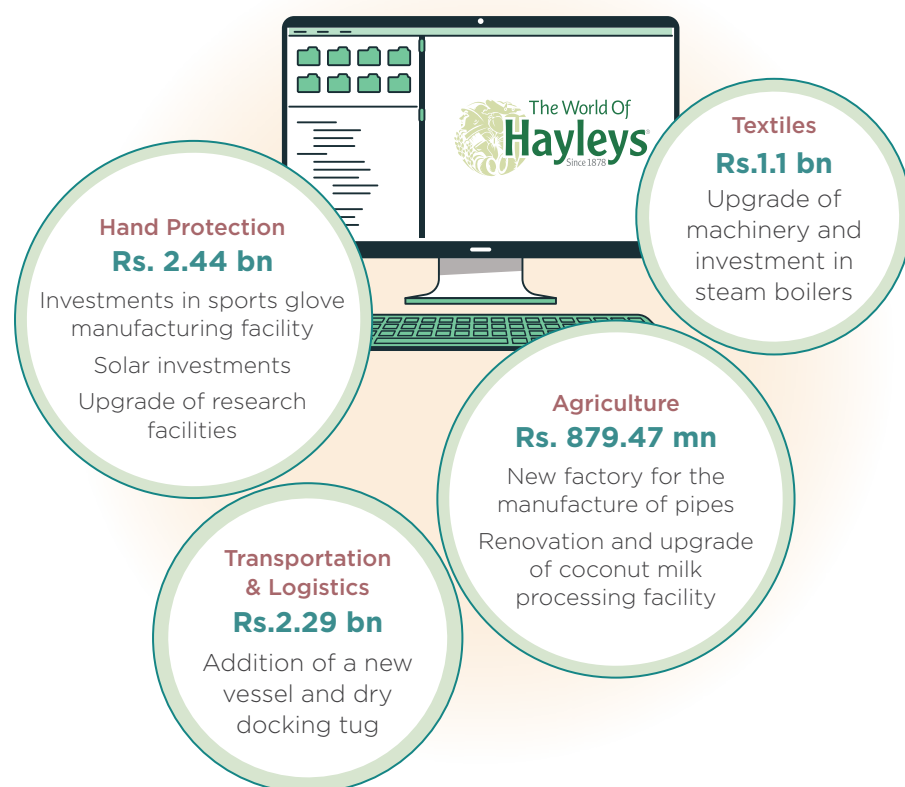 The World Of
Hayleys
Since 1878
Textiles
Rs.1.1 bn
Upgrade of
machinery and
investment in
steam boilers
Hand Protection
Rs. 2.44 bn
Investments in sports glove
manufacturing facility
Solar investments
Upgrade of research
facilities
Agriculture
Rs. 879.47 mn
New factory for the
manufacture of pipes
Renovation and upgrade
of coconut milk
processing facility
Transportation
& Logistics
Rs.2.29 bn
Addition of a new
vessel and dry
docking tug